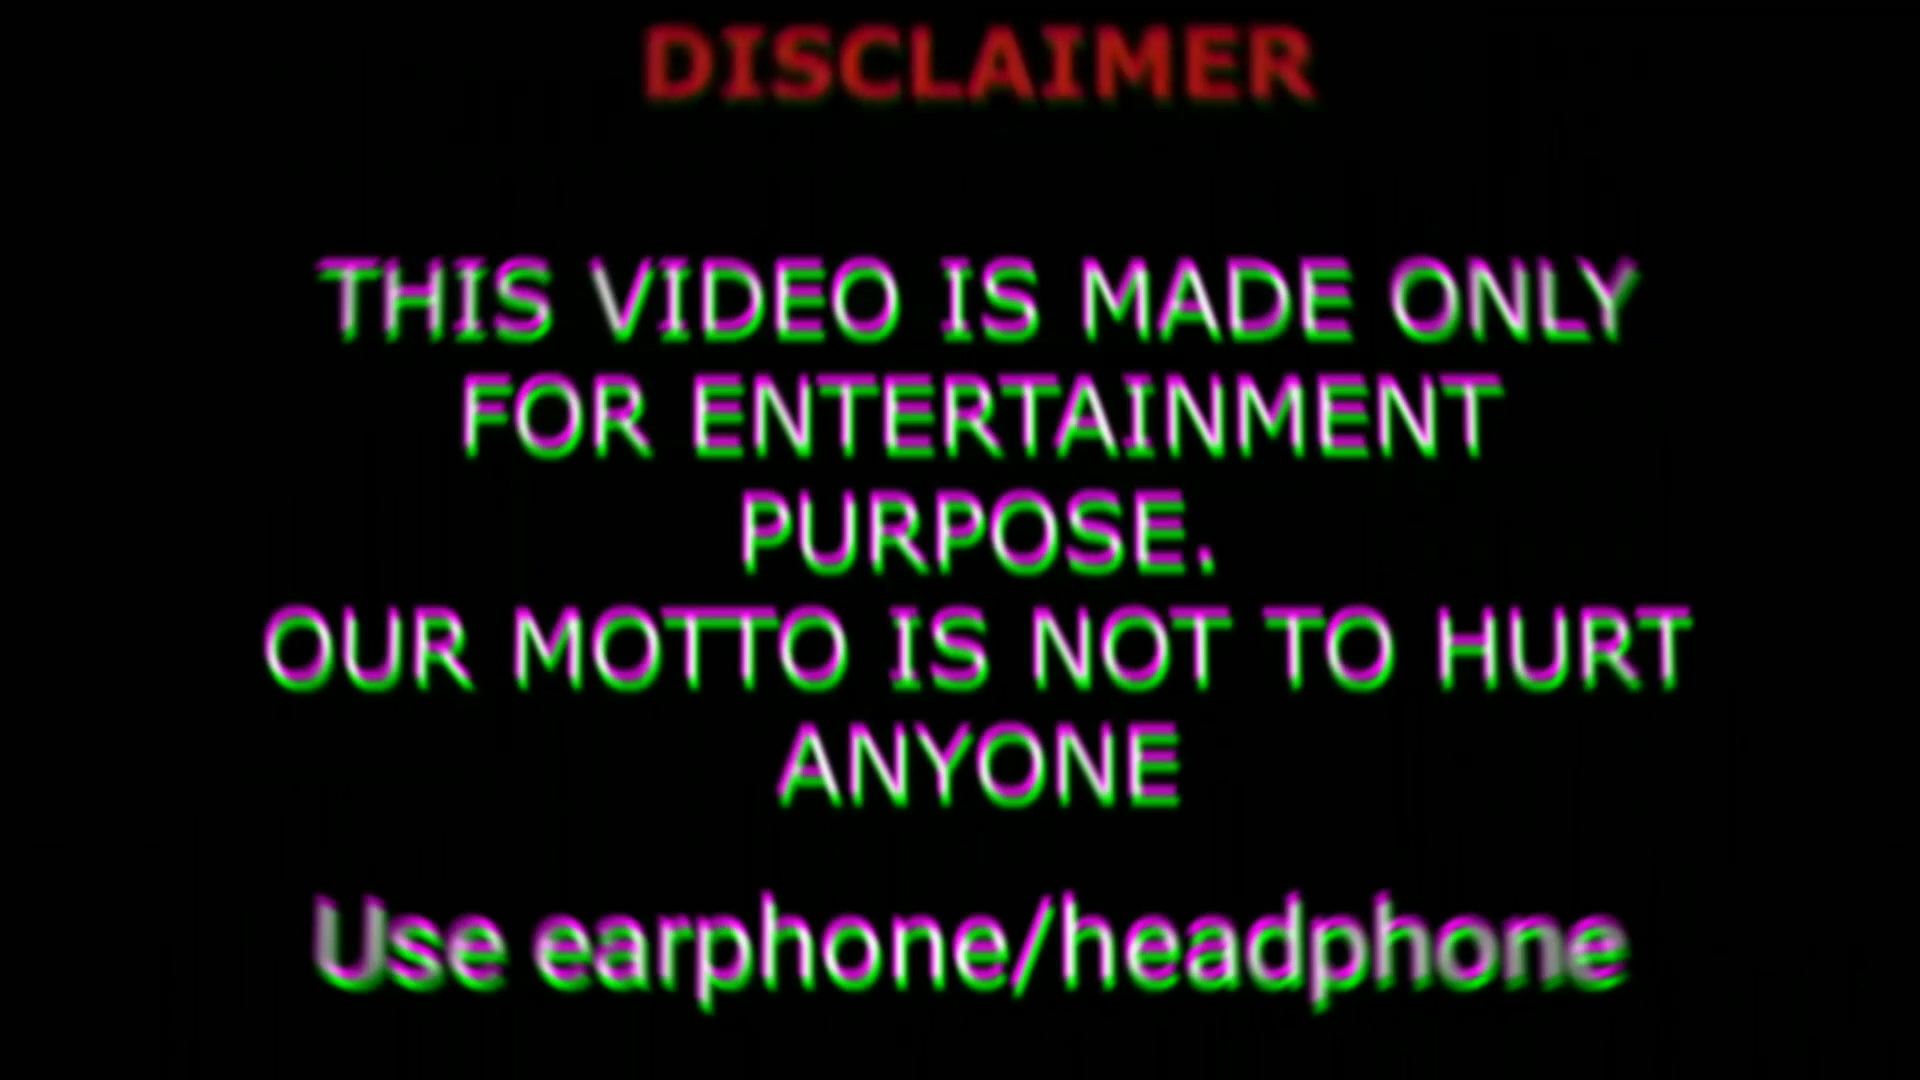 DISCLAIMER
THIS VIDEO IS MADE ONLY
FOR ENTERTAINMENT
PURPOSE.
OUR MOTTO IS NOT TO HURT
ANYONE
Use earphone/headphone